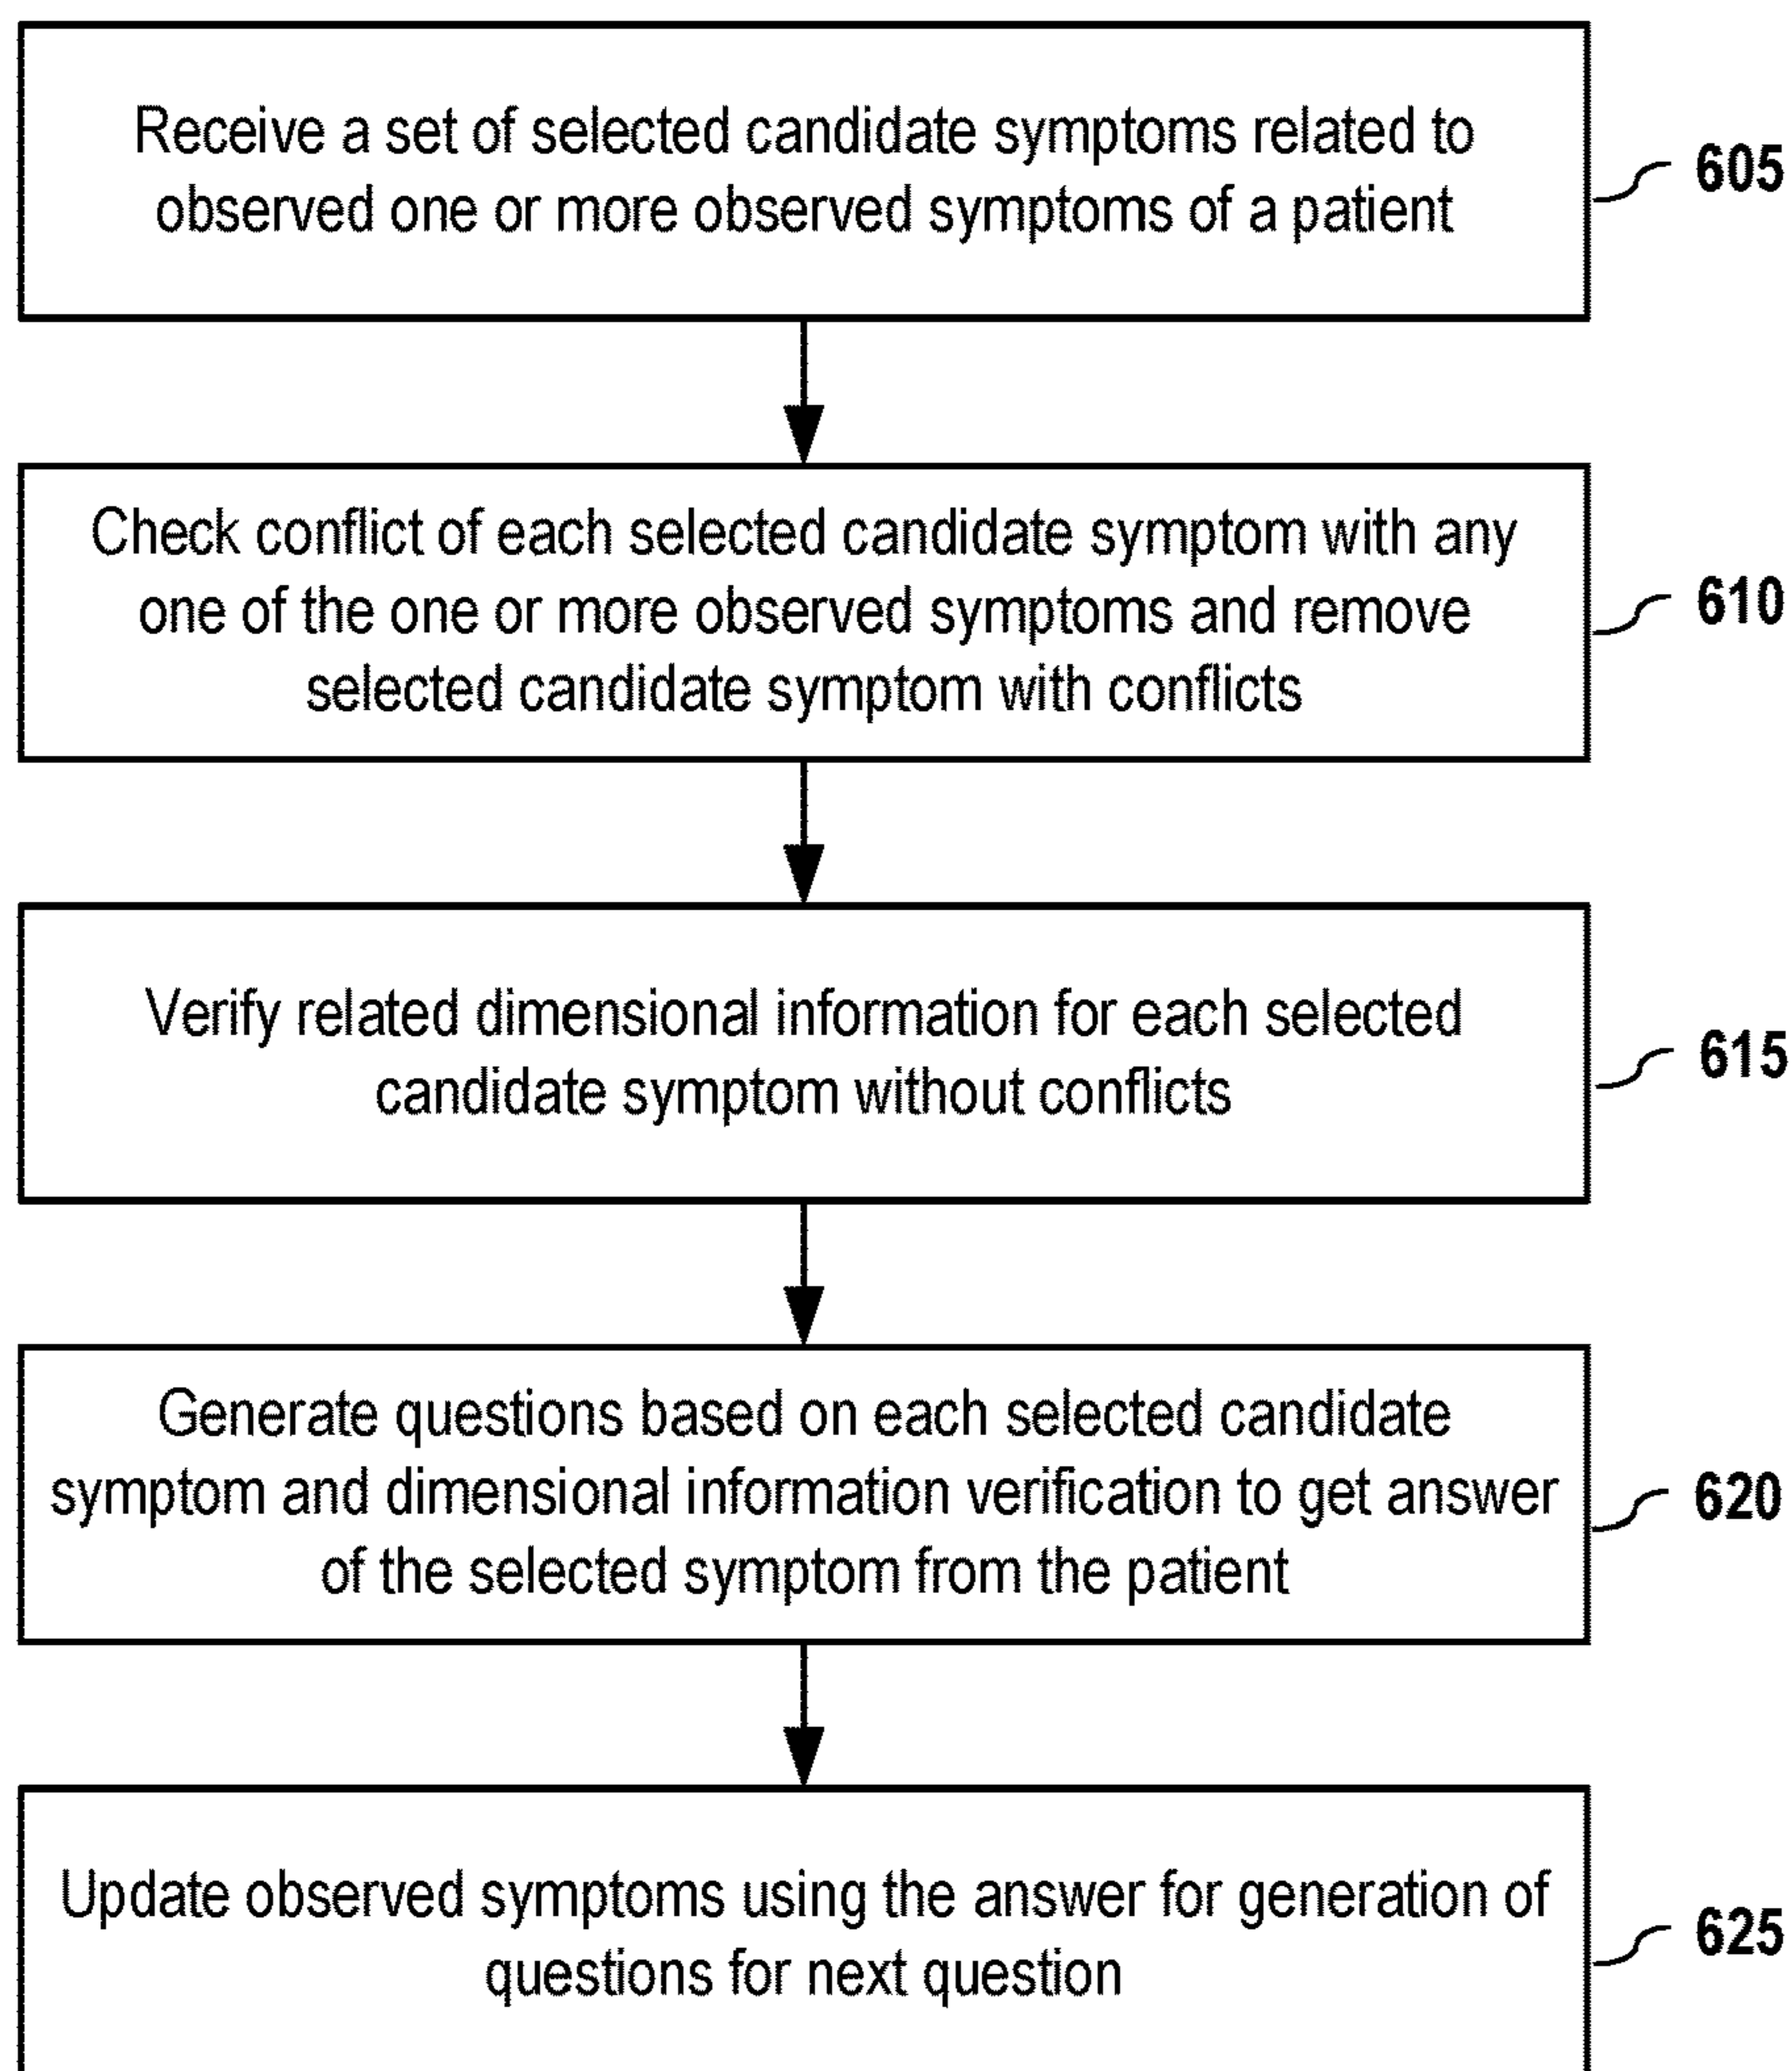 Receive a set of selected candidate symptoms related to
observed one or more observed symptoms of a patient
605
Check conflict of each selected candidate symptom with any
one of the one or more observed symptoms and remove
selected candidate symptom with conflicts
610
Verify related dimensional information for each selected
candidate symptom without conflicts
615
Generate questions based on each selected candidate
symptom and dimensional information verification to get answer
of the selected symptom from the patient
620
Update observed symptoms using the answer for generation of
questions for next question
625